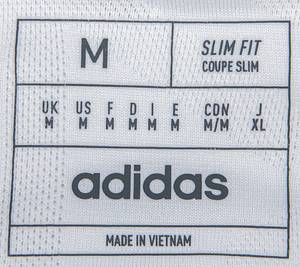 M
SLIM FIT
COUPE SLIM
UK US F D I E CDN J
M M M M M M M/M XL
adidas
MADE IN VIETNAM